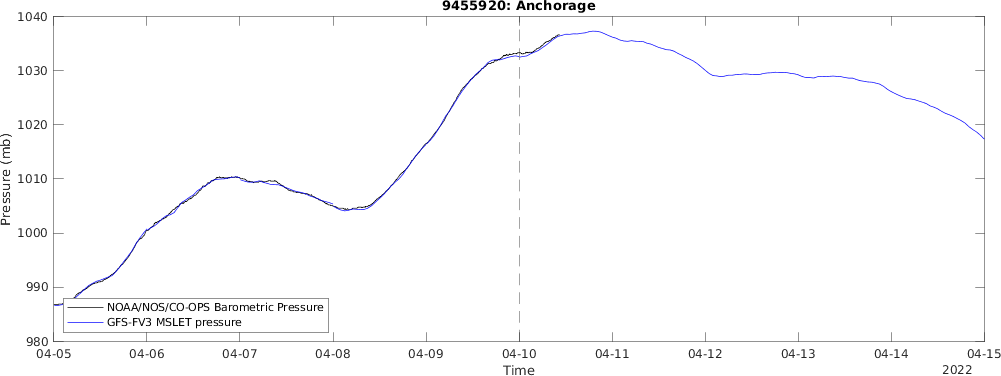 9455920: Anchorage
1040
1030
1020
1010
1000
990
980
Pressure (mb)
NOAA/NOS/CO-OPS Barometric Pressure
GFS-FV3 MSLET pressure
04-05 04-06 04-07 04-08 04-09 04-10 04-11 04-12 04-13 04-14 04-15
Time
2022